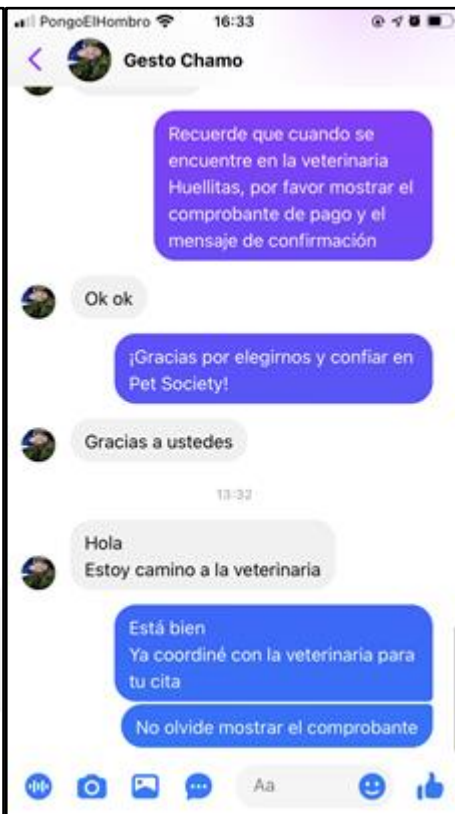 PongoElHombro 16:33
Gesto Chamo
Recuerde que cuando se
encuentre en la veterinaria
Huellitas, por favor mostrar el
comprobante de pago y el
mensaje de confirmación
Ok ok
¡Gracias por elegirnos y confiar en
Pet Society!
Gracias a ustedes
13:32
Hola
Estoy camino a la veterinaria
Está bien
Ya coordiné con la veterinaria para
tu cita
No olvide mostrar el comprobante
Aa